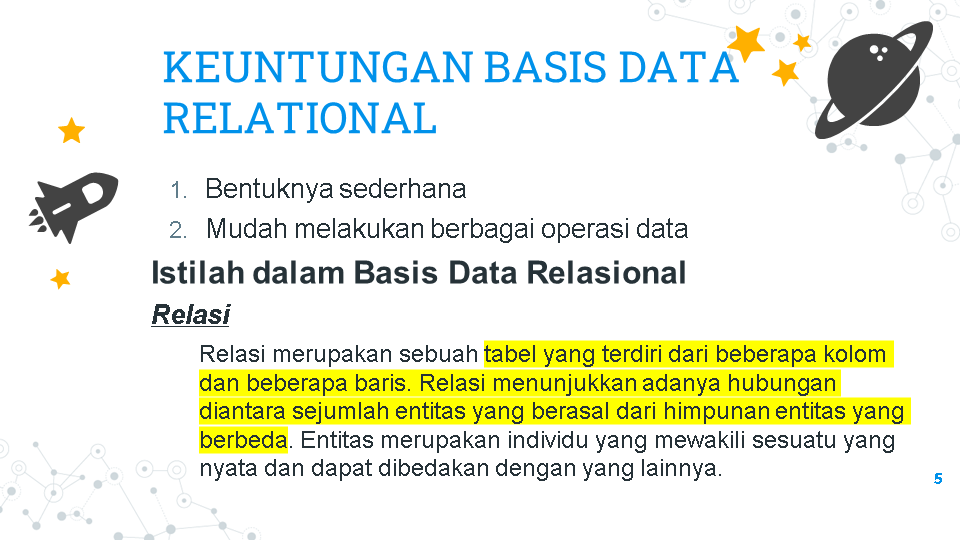 KEUNTUNGAN BASIS DATA
RELATIONAL
1. Bentuknya sederhana
2. Mudah melakukan berbagai operasi data
Istilah dalam Basis Data Relasional
Relasi
Relasi merupakan sebuah tabel yang terdiri dari beberapa kolom
dan beberapa baris. Relasi menunjukkan adanya hubungan
diantara sejumlah entitas yang berasal dari himpunan entitas yang
berbeda. Entitas merupakan individu yang mewakili sesuatu yang
nyata dan dapat dibedakan dengan yang lainnya.
5